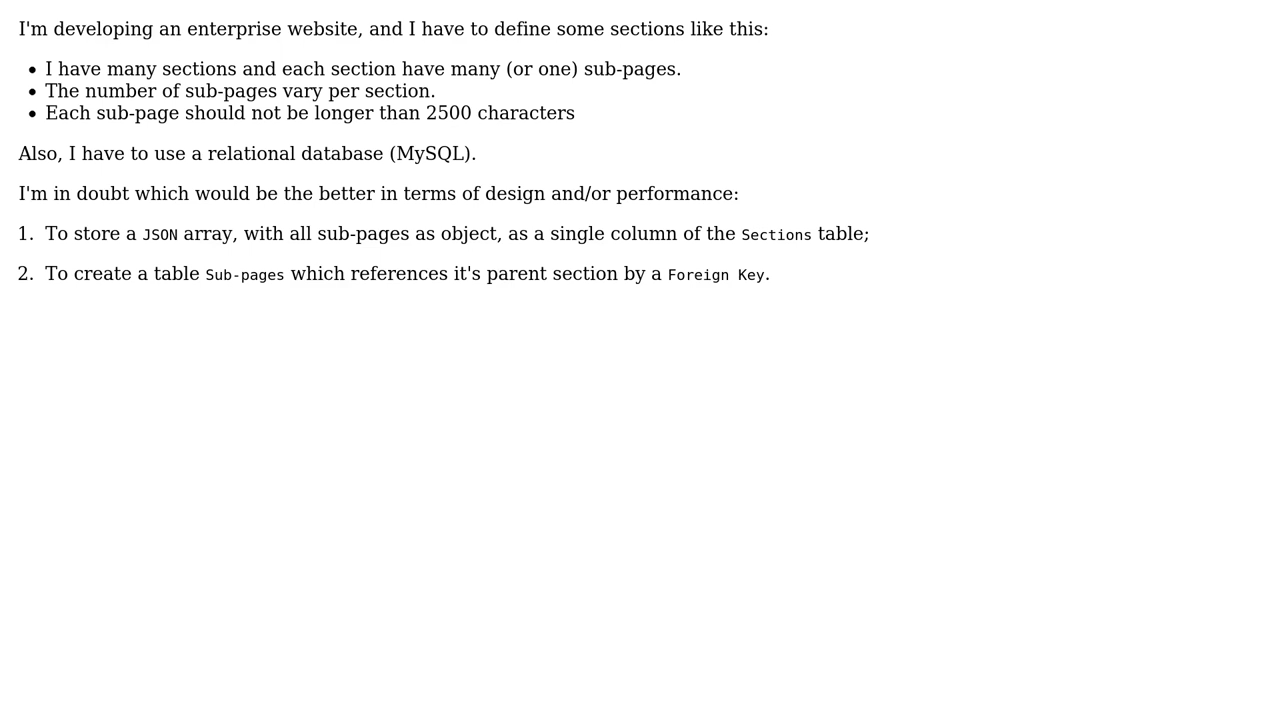 I'm developing an enterprise website, and I have to define some sections like this:
• I have many sections and each section have many (or one) sub-pages.
• The number of sub-pages vary per section.
• Each sub-page should not be longer than 2500 characters
Also, I have to use a relational database (MySQL).
I'm in doubt which would be the better in terms of design and/or performance:
1. To store a JSON array, with all sub-pages as object, as a single column of the Sections table;
2. To create a table Sub-pages which references it's parent section by a Foreign Key.